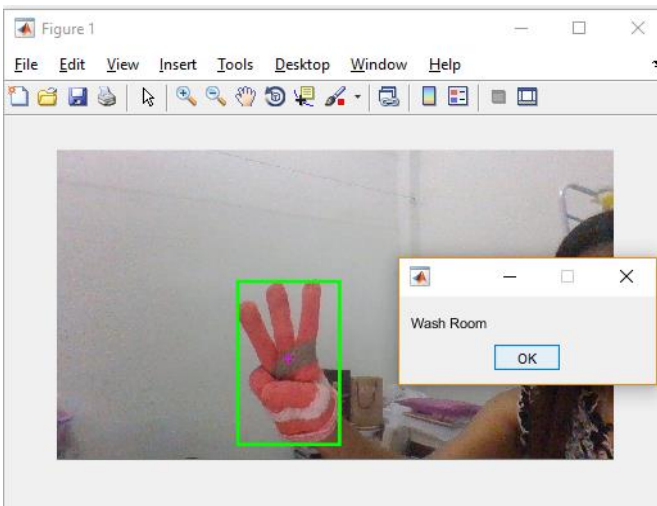 Figure 1
File Edit View Insert Tools Desktop Window Help
Wash Room
OK